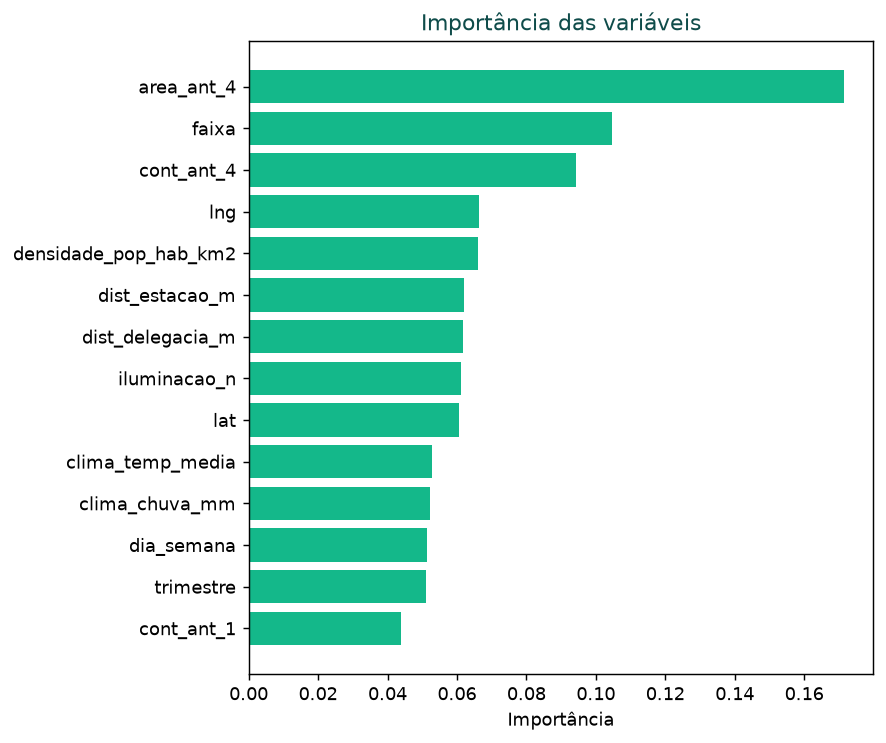 Importância das variáveis
area_ant_4
faixa
cont_ant_4
lng
densidade_pop_hab_km2
dist_estacao_m
dist_delegacia_m
iluminacao_n
lat
clima_temp_media
clima_chuva_mm
dia_semana
trimestre
cont_ant_1
0.00 0.02 0.04 0.06 0.08 0.10 0.12 0.14 0.16
Importância